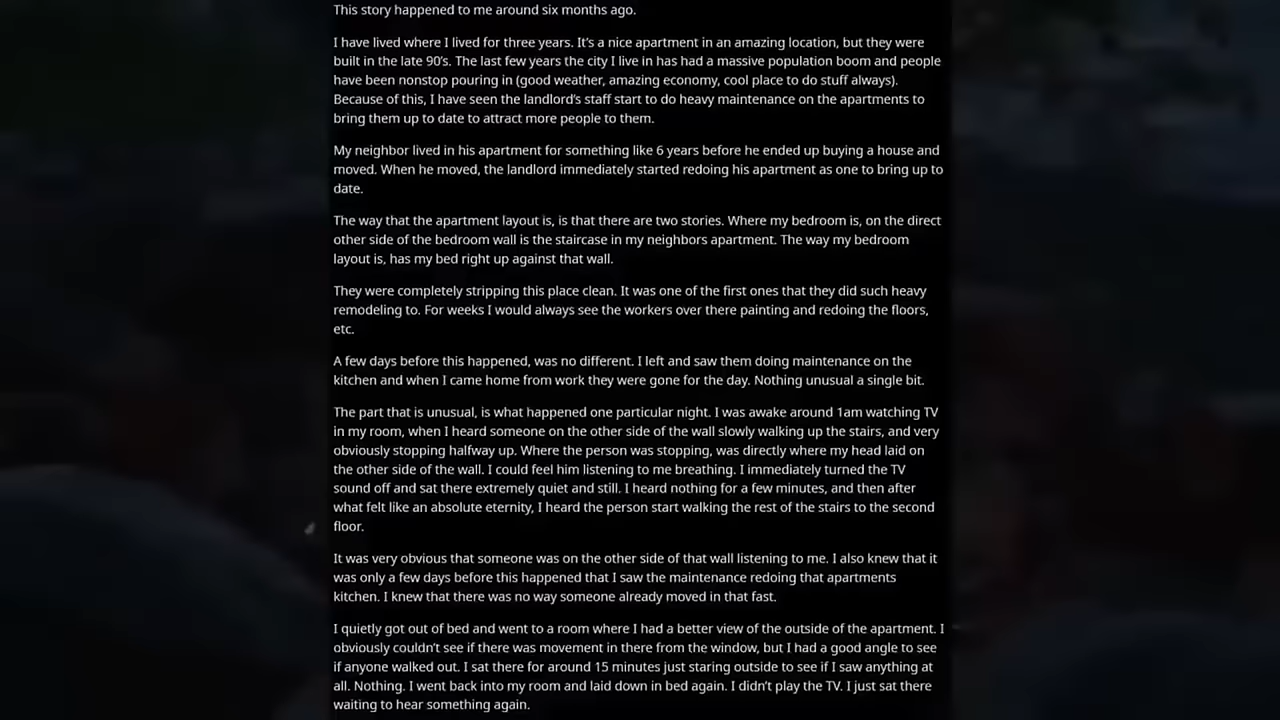 This story happened to me around six months ago.
I have lived where I lived for three years. It's a nice apartment in an amazing location, but they were
built in the late 90's. The last few years the city I live in has had a massive population boom and people
have been nonstop pouring in (good weather, amazing economy, cool place to do stuff always).
Because of this, I have seen the landlord's staff start to do heavy maintenance on the apartments to
bring them up to date to attract more people to them.
My neighbor lived in his apartment for something like 6 years before he ended up buying a house and
moved. When he moved, the landlord immediately started redoing his apartment as one to bring up to
date.
The way that the apartment layout is, is that there are two stories. Where my bedroom is, on the direct
other side of the bedroom wall is the staircase in my neighbors apartment. The way my bedroom
layout is, has my bed right up against that wall.
They were completely stripping this place clean. It was one of the first ones that they did such heavy
remodeling to. For weeks I would always see the workers over there painting and redoing the floors,
etc.
A few days before this happened, was no different. I left and saw them doing maintenance on the
kitchen and when I came home from work they were gone for the day. Nothing unusual a single bit.
The part that is unusual, is what happened one particular night. I was awake around 1am watching TV
in my room, when I heard someone on the other side of the wall slowly walking up the stairs, and very
obviously stopping halfway up. Where the person was stopping, was directly where my head laid on
the other side of the wall. I could feel him listening to me breathing. I immediately turned the TV
sound off and sat there extremely quiet and still. I heard nothing for a few minutes, and then after
what felt like an absolute eternity, I heard the person start walking the rest of the stairs to the second
floor.
It was very obvious that someone was on the other side of that wall listening to me. I also knew that it
was only a few days before this happened that I saw the maintenance redoing that apartments
kitchen. I knew that there was no way someone already moved in that fast.
I quietly got out of bed and went to a room where I had a better view of the outside of the apartment. I
obviously couldn't see if there was movement in there from the window, but I had a good angle to see
if anyone walked out. I sat there for around 15 minutes just staring outside to see if I saw anything at
all. Nothing. I went back into my room and laid down in bed again. I didn't play the TV. I just sat there
waiting to hear something again.